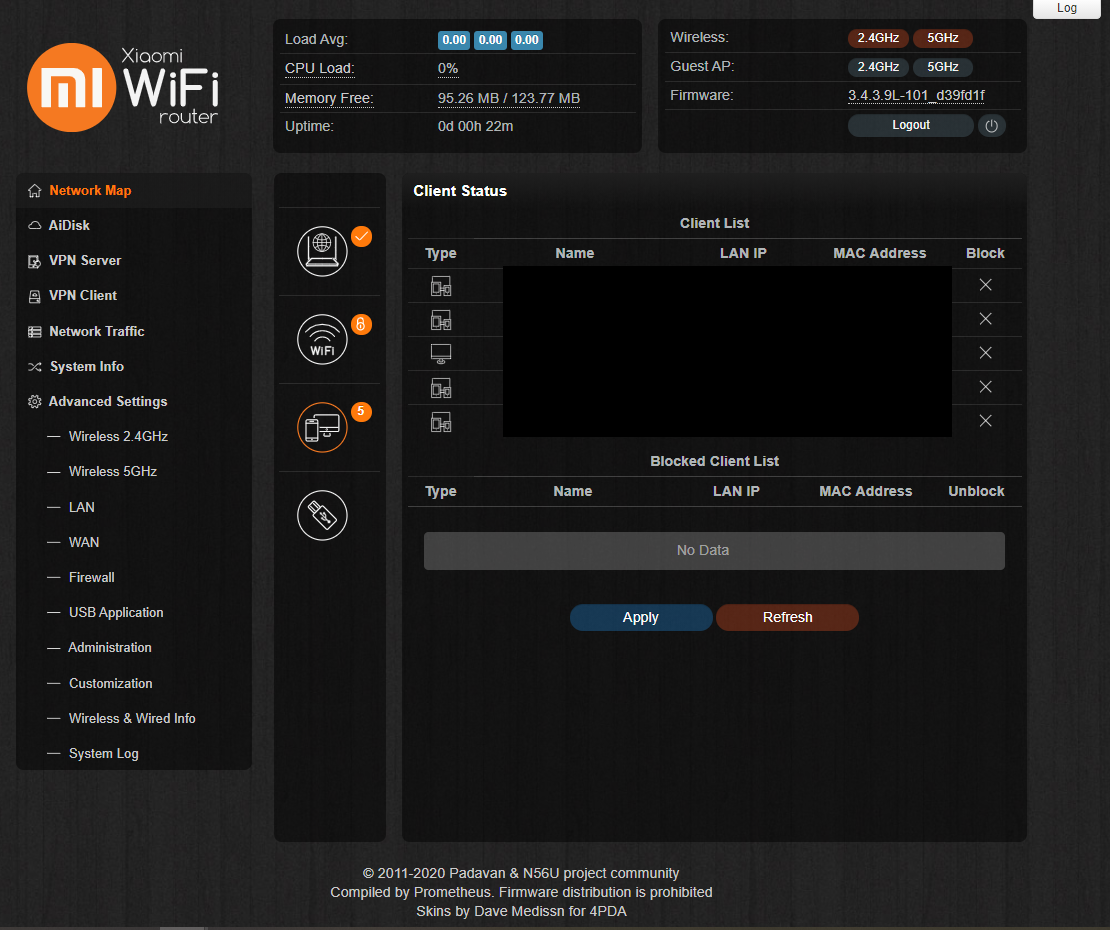 Log
Xiaomi
WiFi
router
Load Avg: 0.00 0.00 0.00
CPU Load: 0%
Memory Free: 95.26 MB / 123.77 MB
Uptime: 0d 00h 22m
Wireless: 2.4GHz 5GHz
Guest AP: 2.4GHz 5GHz
Firmware: 3.4.3.9L-101_d39fd1f
Logout
Network Map
AiDisk
VPN Server
VPN Client
Network Traffic
System Info
Advanced Settings
Wireless 2.4GHz
Wireless 5GHz
LAN
WAN
Firewall
USB Application
Administration
Customization
Wireless & Wired Info
System Log
WiFi
5
Client Status
Client List
Type Name LAN IP MAC Address Block
Blocked Client List
Type Name LAN IP MAC Address Unblock
No Data
Apply Refresh
© 2011-2020 Padavan & N56U project community
Compiled by Prometheus. Firmware distribution is prohibited
Skins by Dave Medissn for 4PDA